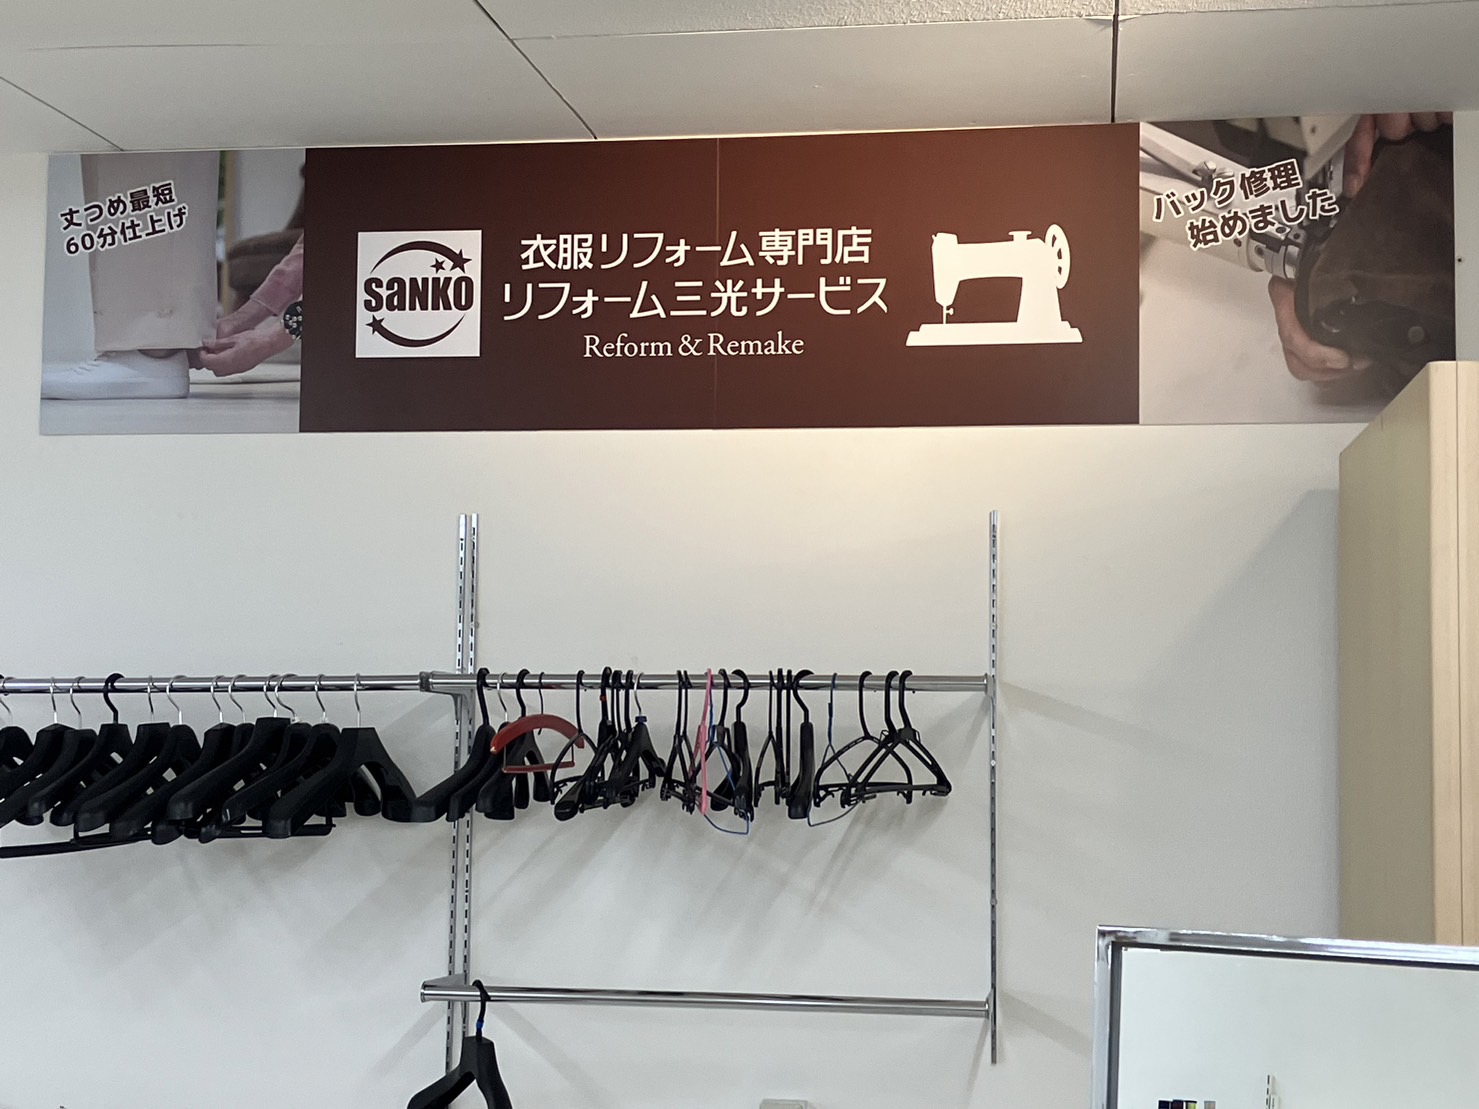 丈つめ最短
60分仕上げ
SANKO
衣服リフォーム専門店
リフォーム三光サービス
Reform & Remake
バック修理
始めました